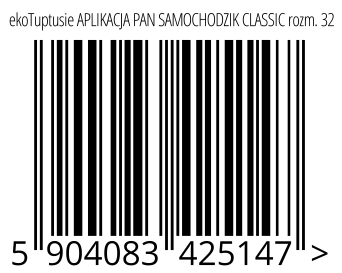 ekoTuptusie APLIKACJA PAN SAMOCHODZIK CLASSIC rozm. 32
5 904083 425147 >